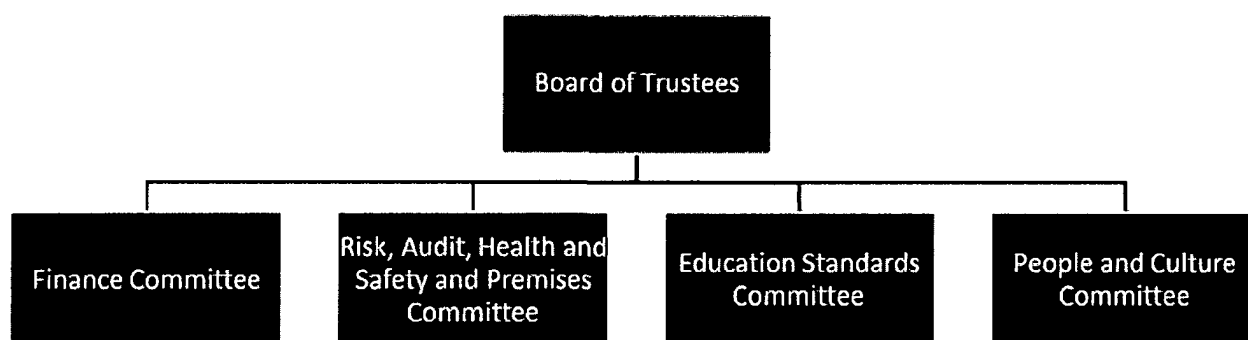 Board of Trustees
Finance Committee
Risk, Audit, Health and
Safety and Premises
Committee
Education Standards
Committee
People and Culture
Committee